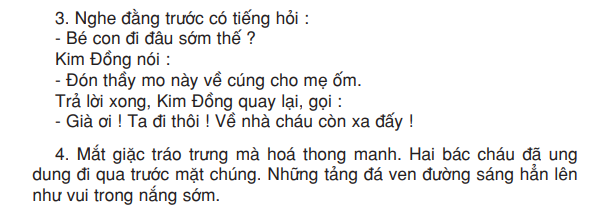 3. Nghe đằng trước có tiếng hỏi :
- Bé con đi đâu sớm thế ?
Kim Đồng nói :
- Đón thầy mo này về cúng cho mẹ ốm.
Trả lời xong, Kim Đồng quay lại, gọi :
- Già ơi ! Ta đi thôi ! Về nhà cháu còn xa đấy !
4. Mắt giặc tráo trưng mà hoá thong manh. Hai bác cháu đã ung
dung đi qua trước mặt chúng. Những tảng đá ven đường sáng hẳn lên
như vui trong nắng sớm.